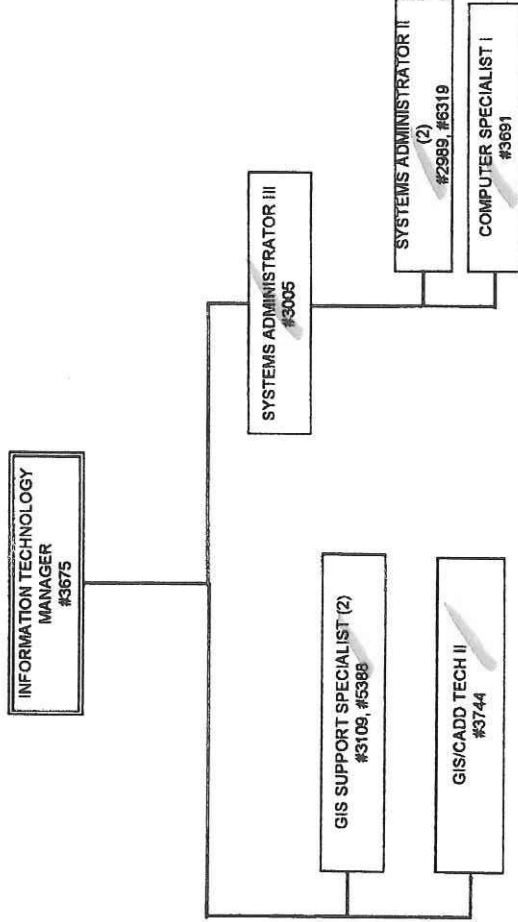 INFORMATION TECHNOLOGY
MANAGER
#3675
SYSTEMS ADMINISTRATOR III
#3005
GIS SUPPORT SPECIALIST (2)
#3109, #5388
GIS/CADD TECH II
#3744
SYSTEMS ADMINISTRATOR II
(2)
#2989, #6319
COMPUTER SPECIALIST I
#3691